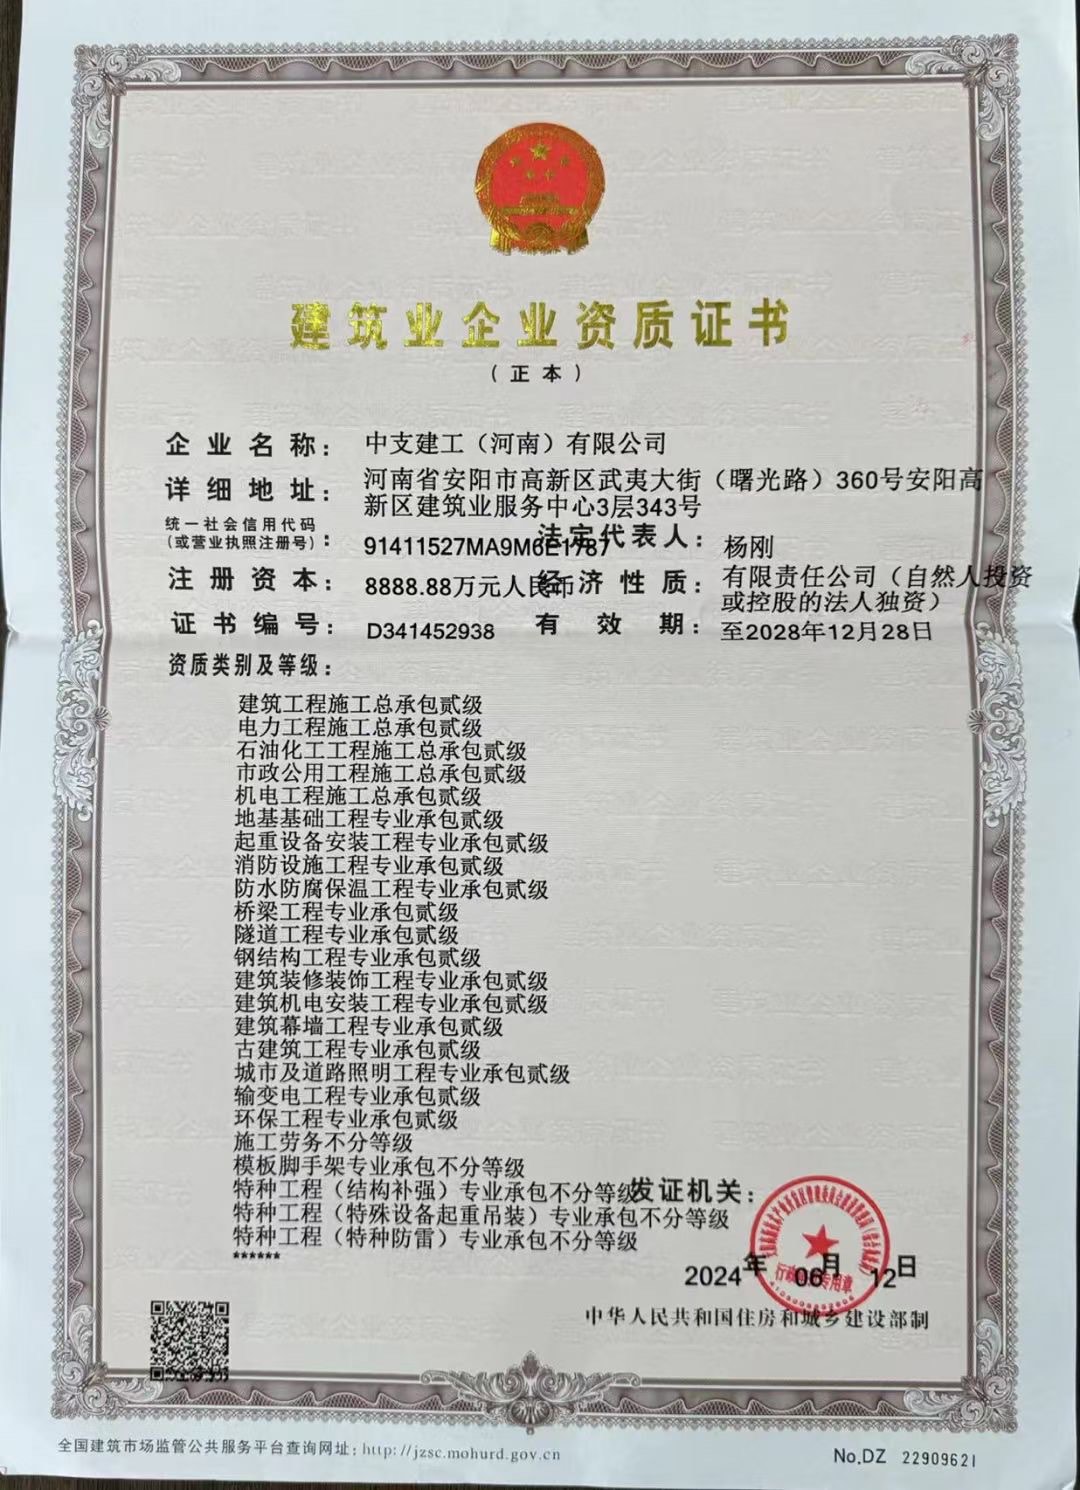 建筑业企业资质证书
（正本）
企业名称：中支建工（河南）有限公司
详细地址：河南省安阳市高新区武夷大街（曙光路）360号安阳高
新区建筑业服务中心3层343号
统一社会信用代码
（或营业执照注册号）：91411527MA9M6E1787 法定代表人：杨刚
注册资本：8888.88万元人民币 经济性质：有限责任公司（自然人投资
或控股的法人独资）
证书编号：D341452938 有效期：至2028年12月28日
资质类别及等级：
建筑工程施工总承包贰级
电力工程施工总承包贰级
石油化工工程施工总承包贰级
市政公用工程施工总承包贰级
机电工程施工总承包贰级
地基基础工程专业承包贰级
起重设备安装工程专业承包贰级
消防设施工程专业承包贰级
防水防腐保温工程专业承包贰级
桥梁工程专业承包贰级
隧道工程专业承包贰级
钢结构工程专业承包贰级
建筑装修装饰工程专业承包贰级
建筑机电安装工程专业承包贰级
建筑幕墙工程专业承包贰级
古建筑工程专业承包贰级
城市及道路照明工程专业承包贰级
输变电工程专业承包贰级
环保工程专业承包贰级
施工劳务不分等级
模板脚手架专业承包不分等级
特种工程（结构补强）专业承包不分等级
发证机关：
特种工程（特殊设备起重吊装）专业承包不分等级
特种工程（特种防雷）专业承包不分等级
******
2024年06月12日
行政 专用章
中华人民共和国住房和城乡建设部制
全国建筑市场监管公共服务平台查询网址：http://jzsc.mohurd.gov.cn
No.DZ 22909621